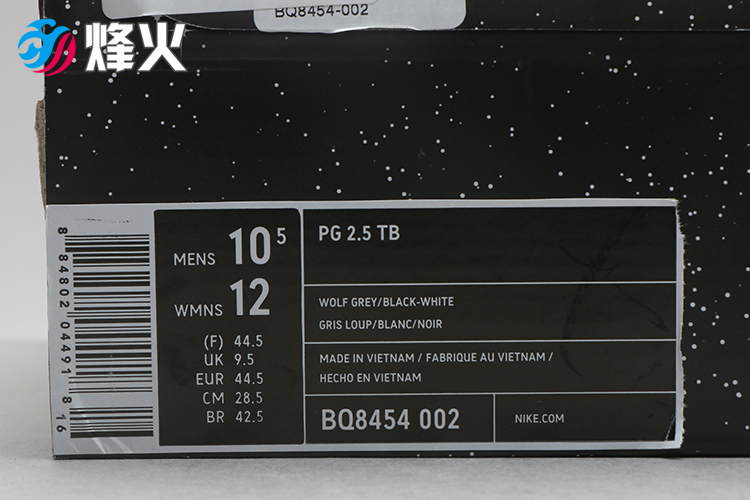 BQ8454-002
烽火
8 84802 04491 8 16
MENS 10⁵
WMNS 12
(F) 44.5
UK 9.5
EUR 44.5
CM 28.5
BR 42.5
PG 2.5 TB
WOLF GREY/BLACK-WHITE
GRIS LOUP/BLANC/NOIR
MADE IN VIETNAM / FABRIQUE AU VIETNAM /
HECHO EN VIETNAM
BQ8454 002
NIKE.COM